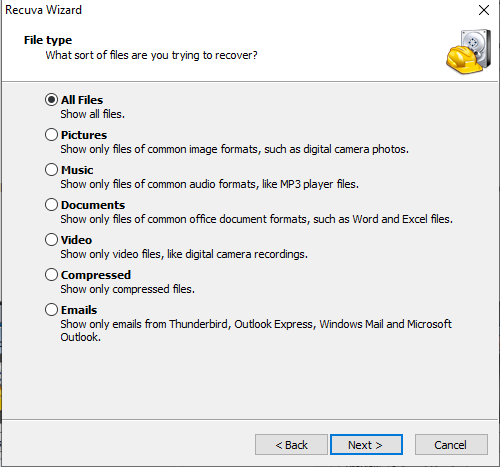 Recuva Wizard
File type
What sort of files are you trying to recover?
All Files
Show all files.
Pictures
Show only files of common image formats, such as digital camera photos.
Music
Show only files of common audio formats, like MP3 player files.
Documents
Show only files of common office document formats, such as Word and Excel files.
Video
Show only video files, like digital camera recordings.
Compressed
Show only compressed files.
Emails
Show only emails from Thunderbird, Outlook Express, Windows Mail and Microsoft
Outlook.
< Back Next > Cancel